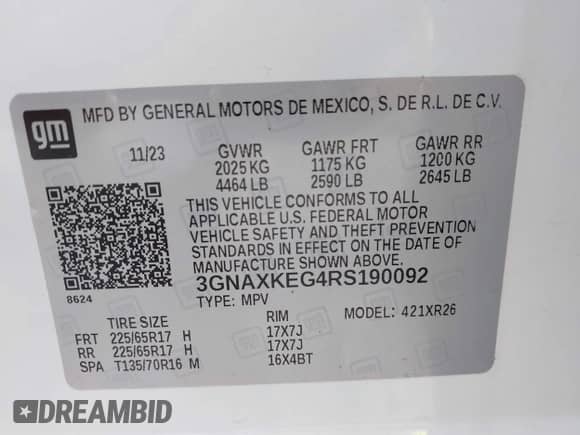 gm
MFD BY GENERAL MOTORS DE MEXICO, S. DE R.L. DE C.V.
11/23 GVWR GAWR FRT GAWR RR
2025 KG 1175 KG 1200 KG
4464 LB 2590 LB 2645 LB
THIS VEHICLE CONFORMS TO ALL
APPLICABLE U.S. FEDERAL MOTOR
VEHICLE SAFETY AND THEFT PREVENTION
STANDARDS IN EFFECT ON THE DATE OF
MANUFACTURE SHOWN ABOVE.
8624
3GNAXKEG4RS190092
TYPE: MPV MODEL: 421XR26
TIRE SIZE RIM
FRT 225/65R17 H 17X7J
RR 225/65R17 H 17X7J
SPA T135/70R16 M 16X4BT
DREAMBID